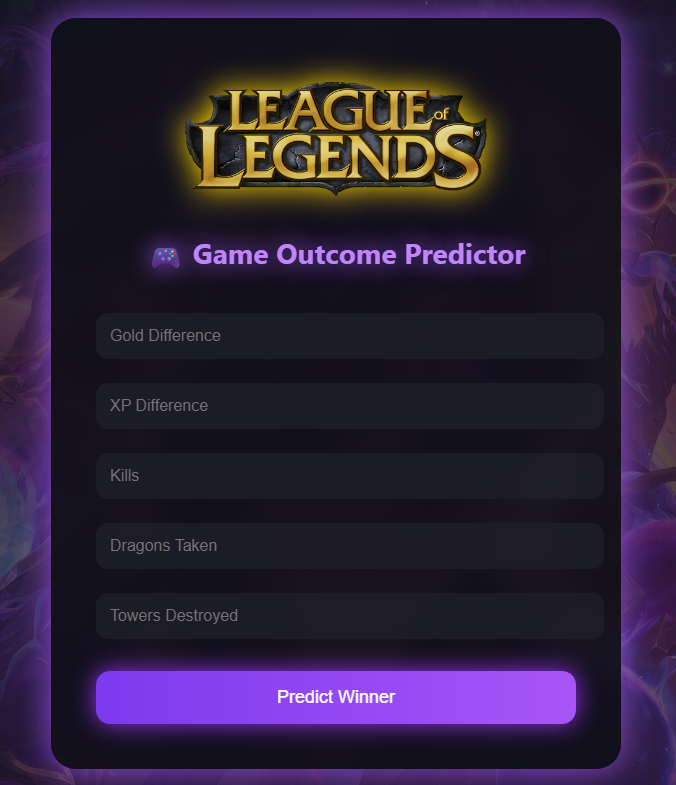 LEAGUE of
LEGENDS®
🎮 Game Outcome Predictor
Gold Difference
XP Difference
Kills
Dragons Taken
Towers Destroyed
Predict Winner